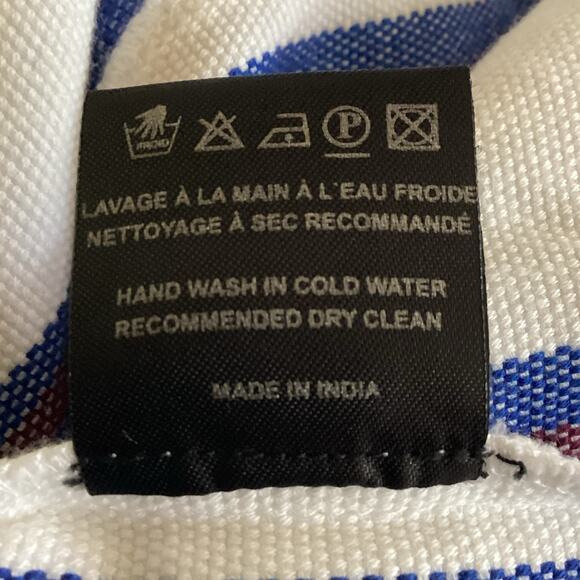 FROID
P
LAVAGE À LA MAIN À L'EAU FROIDE
NETTOYAGE À SEC RECOMMANDÉ
HAND WASH IN COLD WATER
RECOMMENDED DRY CLEAN
MADE IN INDIA